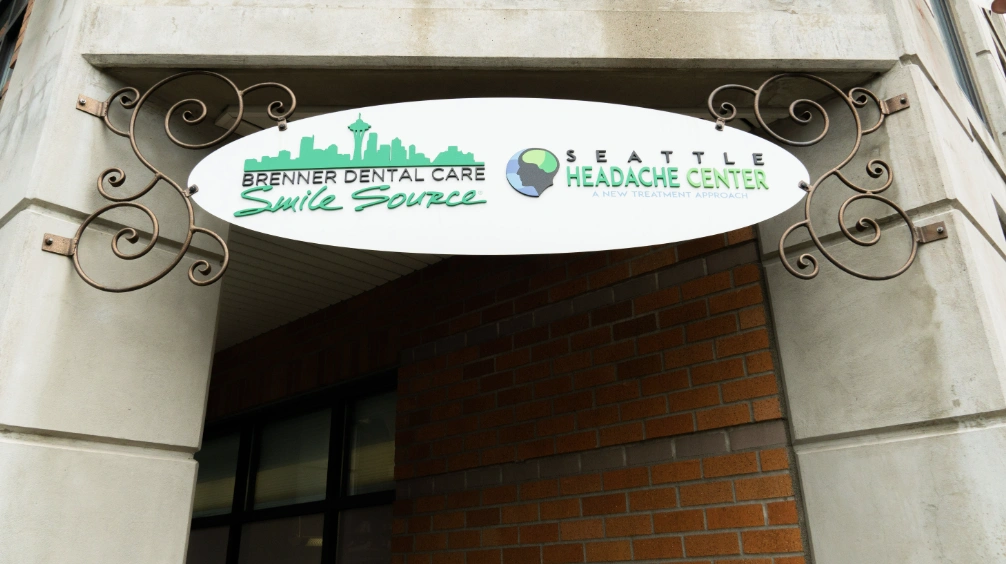 BRENNER DENTAL CARE
Smile Source®
SEATTLE
HEADACHE CENTER
A NEW TREATMENT APPROACH